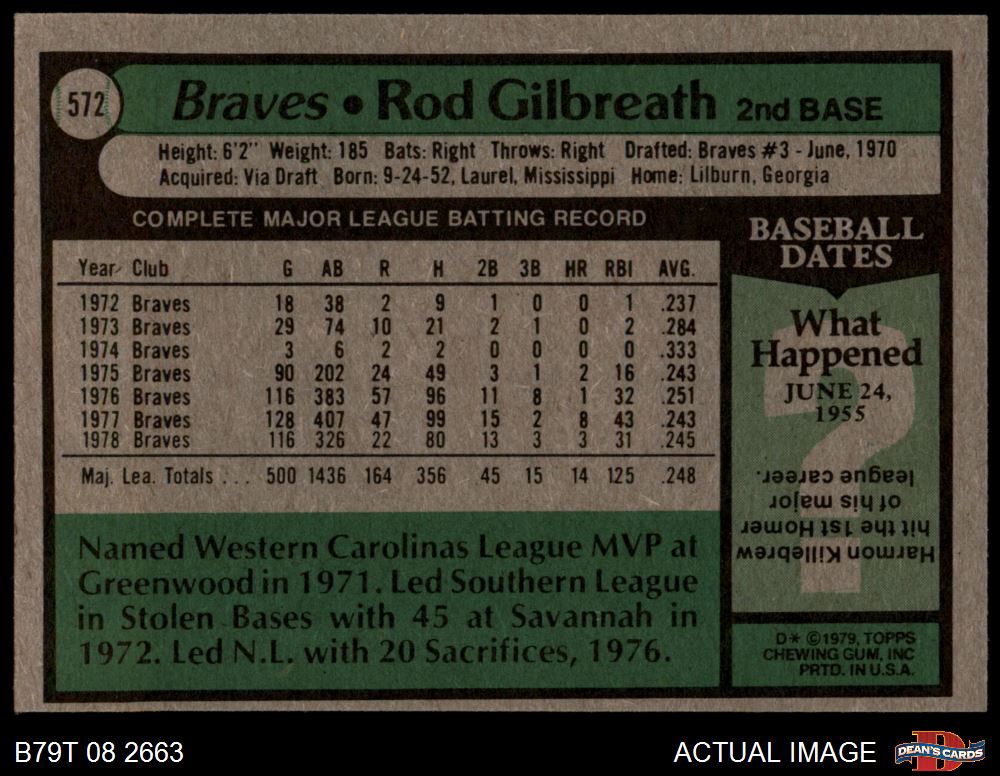 572
Braves • Rod Gilbreath 2nd BASE
Height: 6'2" Weight: 185 Bats: Right Throws: Right Drafted: Braves #3 - June, 1970
Acquired: Via Draft Born: 9-24-52, Laurel, Mississippi Home: Lilburn, Georgia
COMPLETE MAJOR LEAGUE BATTING RECORD
Year Club G AB R H 2B 3B HR RBI AVG.
1972 Braves 18 38 2 9 1 0 0 1 .237
1973 Braves 29 74 10 21 2 1 0 2 .284
1974 Braves 3 6 2 2 0 0 0 0 .333
1975 Braves 90 202 24 49 3 1 2 16 .243
1976 Braves 116 383 57 96 11 8 1 32 .251
1977 Braves 128 407 47 99 15 2 8 43 .243
1978 Braves 116 326 22 80 13 3 3 31 .245
Maj. Lea. Totals . . . 500 1436 164 356 45 15 14 125 .248
Named Western Carolinas League MVP at
Greenwood in 1971. Led Southern League
in Stolen Bases with 45 at Savannah in
1972. Led N.L. with 20 Sacrifices, 1976.
BASEBALL
DATES
What
Happened
JUNE 24,
1955
?
Harmon Killebrew
hit the 1st Homer
of his major
league career.
D* ©1979, TOPPS
CHEWING GUM, INC
PRTD. IN U.S.A.
B79T 08 2663
ACTUAL IMAGE
D
DEAN'S CARDS